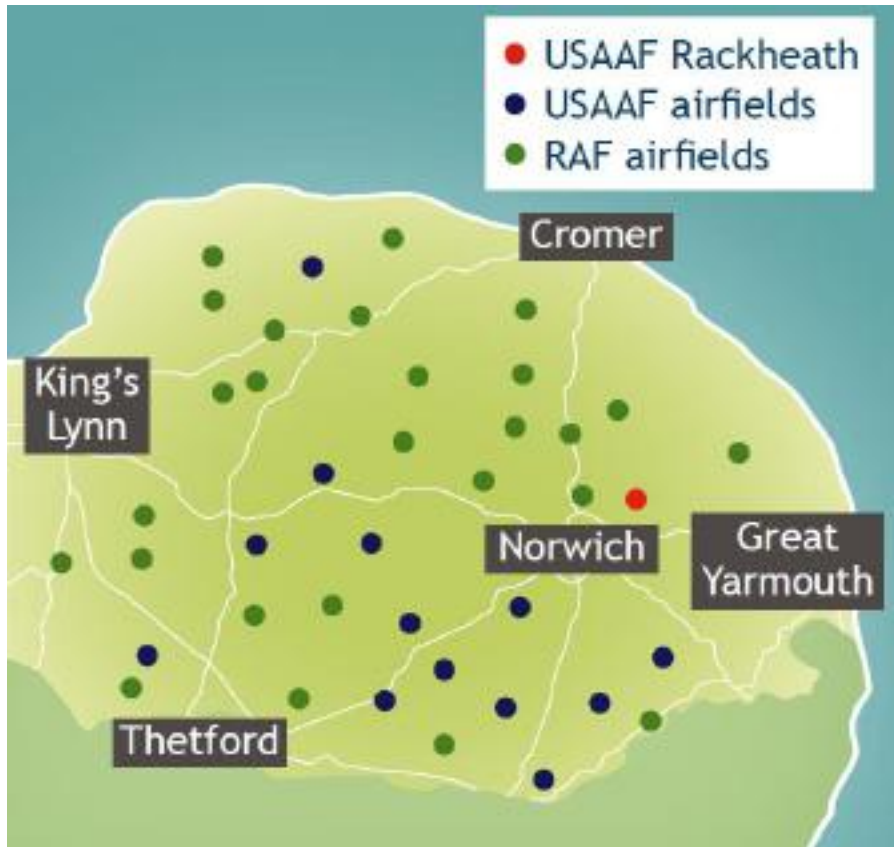 USAAF Rackheath
USAAF airfields
RAF airfields
Cromer
King's
Lynn
Norwich
Great
Yarmouth
Thetford